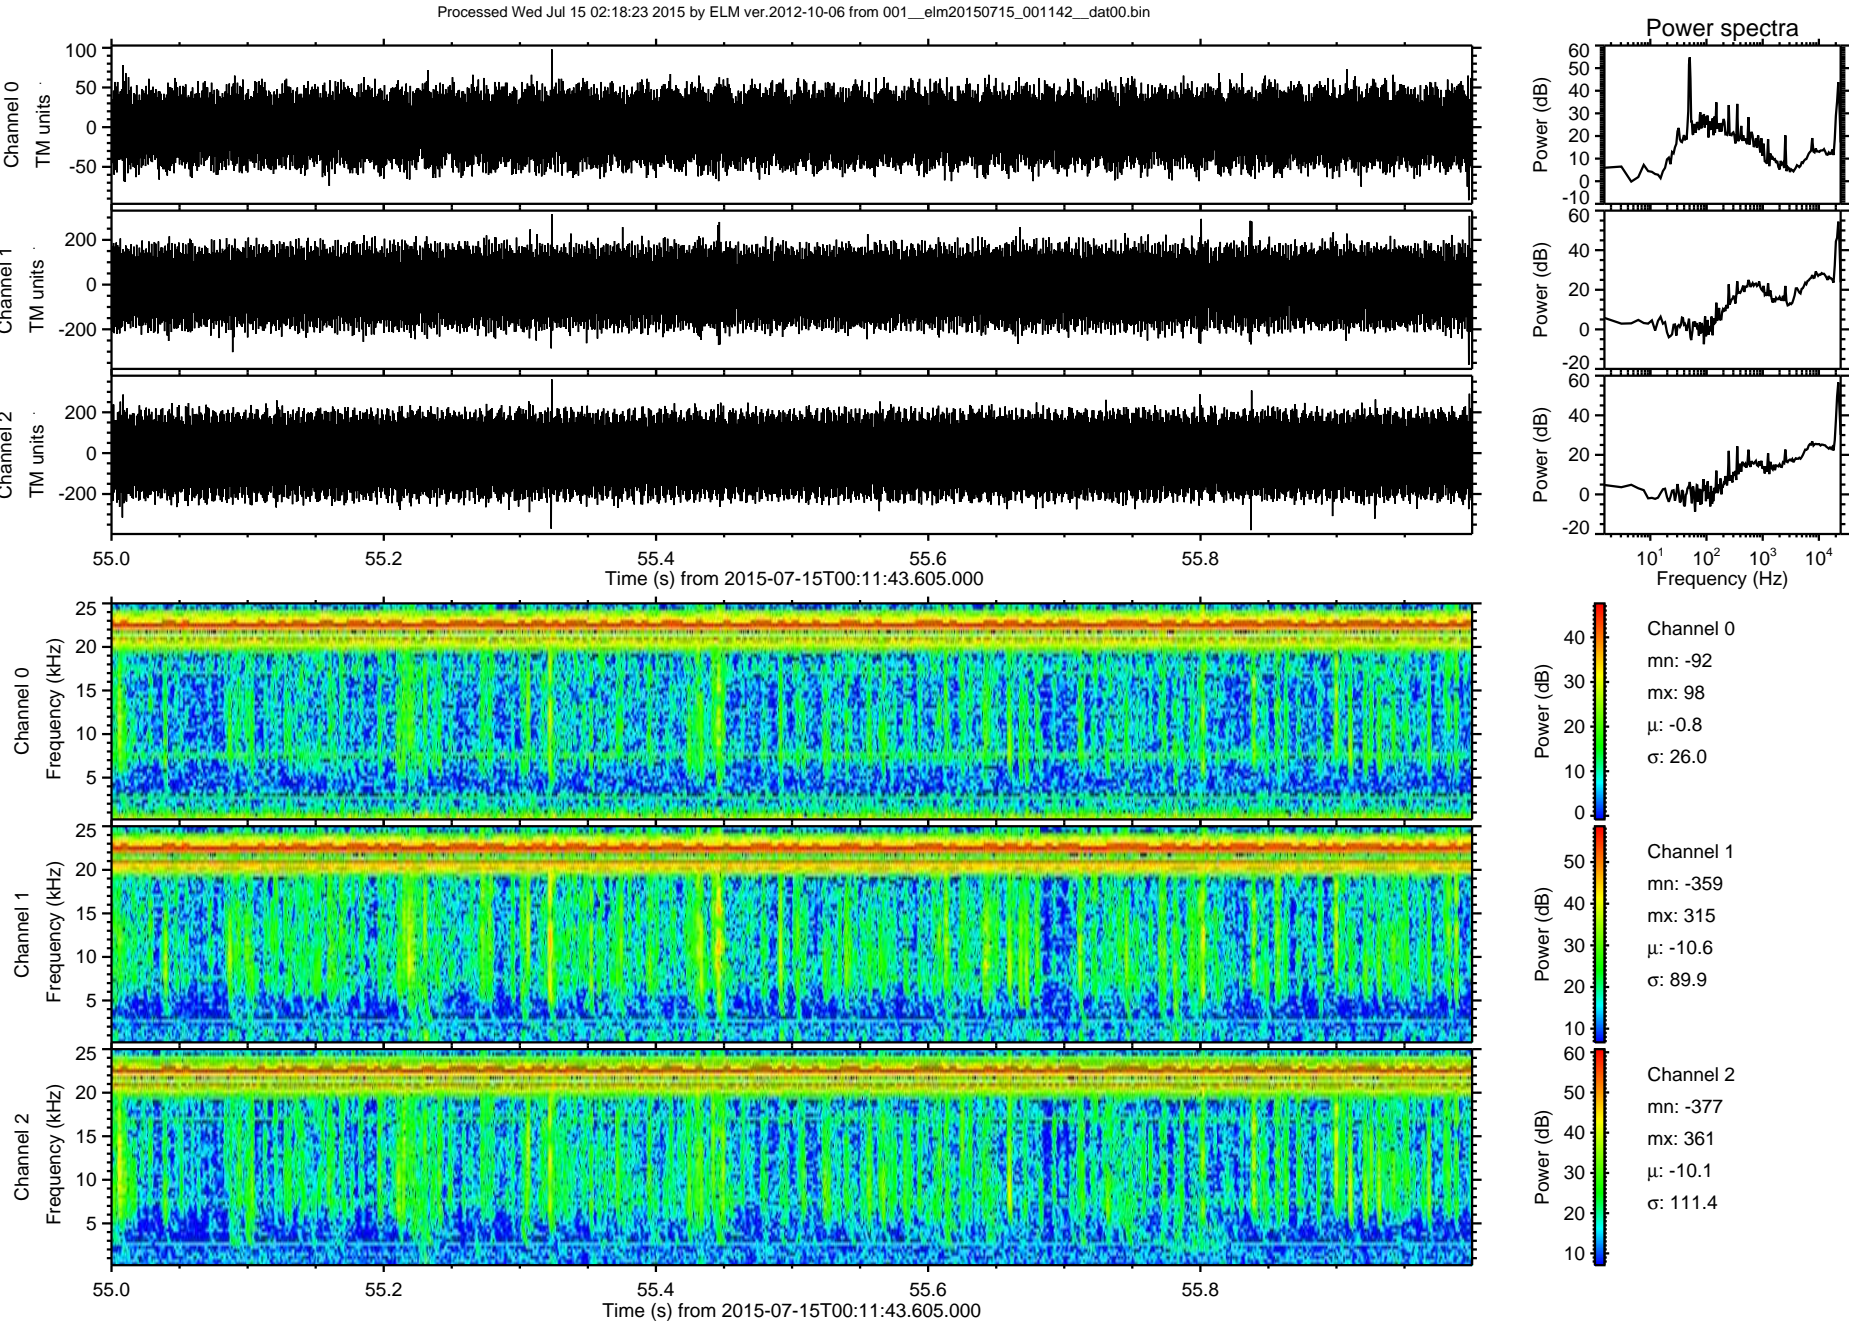 Processed Wed Jul 15 02:18:23 2015 by ELM ver.2012-10-06 from 001__elm20150715_001142__dat00.bin
Power spectra
Channel 0
TM units
100
50
0
-50
Power (dB)
60
50
40
30
20
10
0
-10
Channel 1
TM units
200
0
-200
Power (dB)
60
40
20
0
-20
Channel 2
TM units
200
0
-200
Power (dB)
60
40
20
0
-20
55.0 55.2 55.4 55.6 55.8
Time (s) from 2015-07-15T00:11:43.605.000
10¹ 10² 10³ 10⁴
Frequency (Hz)
Channel 0
Frequency (kHz)
25
20
15
10
5
Power (dB)
40
30
20
10
0
Channel 0
mn: -92
mx: 98
µ: -0.8
σ: 26.0
Channel 1
Frequency (kHz)
25
20
15
10
5
Power (dB)
50
40
30
20
10
Channel 1
mn: -359
mx: 315
µ: -10.6
σ: 89.9
Channel 2
Frequency (kHz)
25
20
15
10
5
Power (dB)
60
50
40
30
20
10
Channel 2
mn: -377
mx: 361
µ: -10.1
σ: 111.4
55.0 55.2 55.4 55.6 55.8
Time (s) from 2015-07-15T00:11:43.605.000